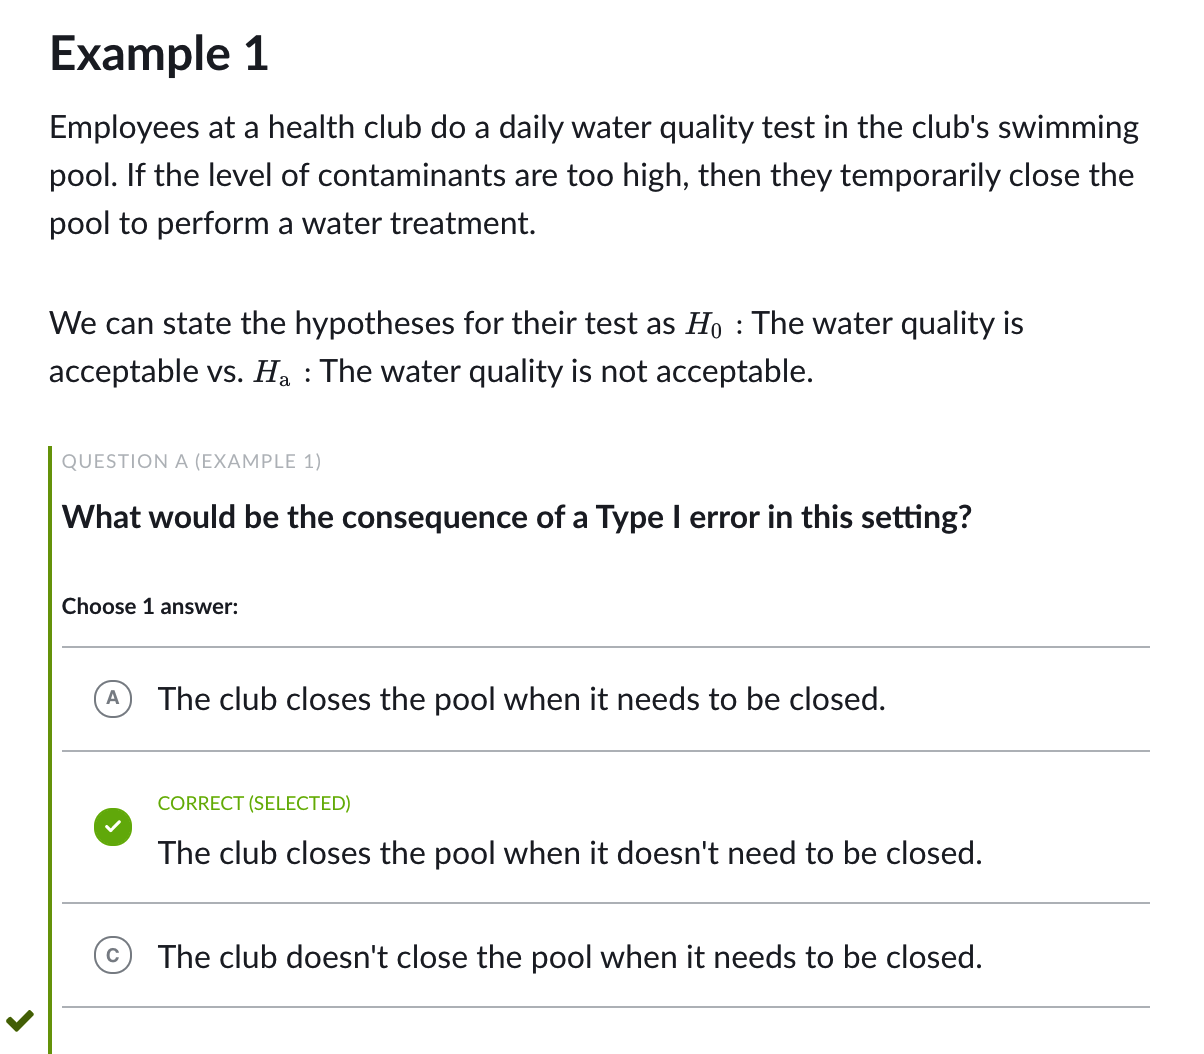 Example 1
Employees at a health club do a daily water quality test in the club's swimming
pool. If the level of contaminants are too high, then they temporarily close the
pool to perform a water treatment.
We can state the hypotheses for their test as H₀ : The water quality is
acceptable vs. Hₐ : The water quality is not acceptable.
QUESTION A (EXAMPLE 1)
What would be the consequence of a Type I error in this setting?
Choose 1 answer:
A The club closes the pool when it needs to be closed.
CORRECT (SELECTED)
The club closes the pool when it doesn't need to be closed.
C The club doesn't close the pool when it needs to be closed.